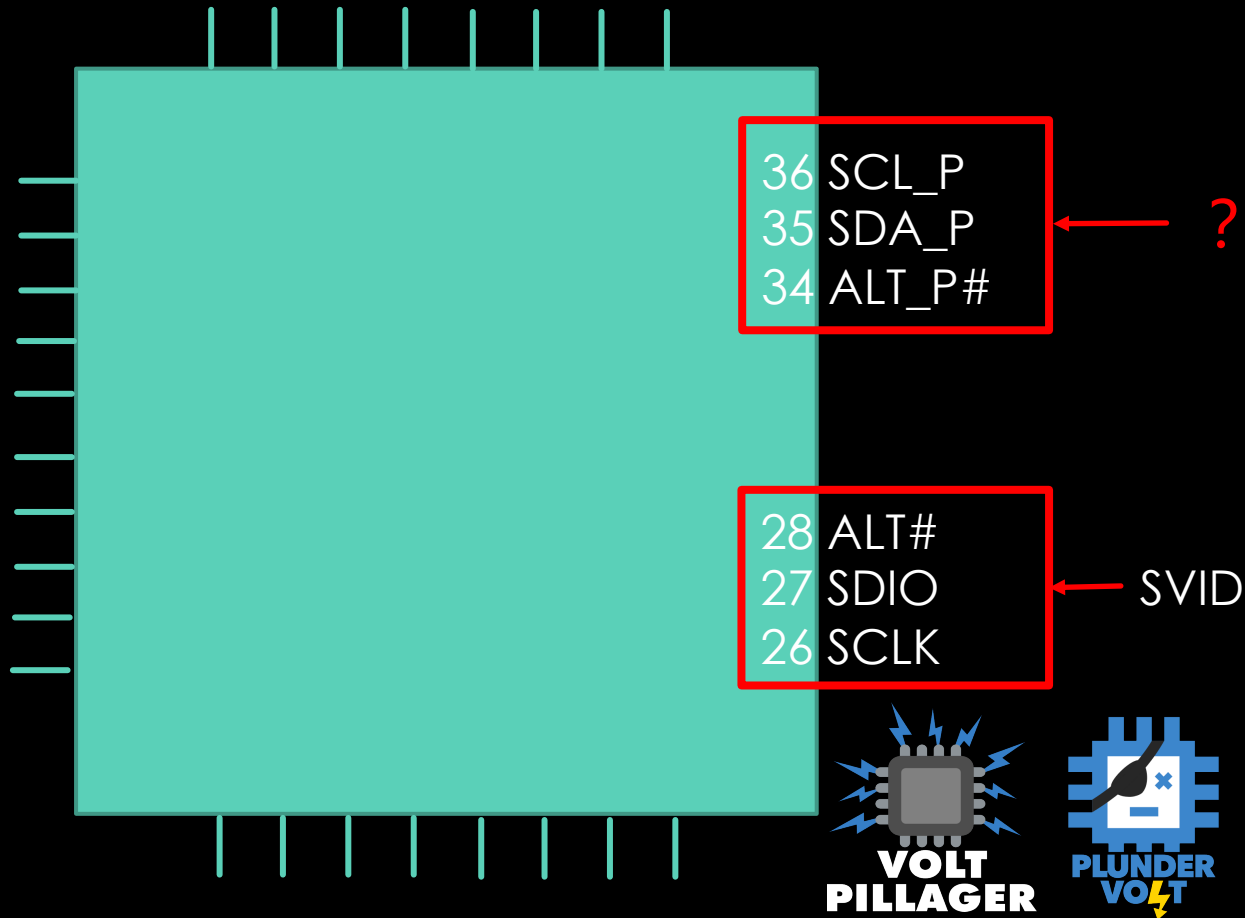 36 SCL_P
35 SDA_P
34 ALT_P#
?
28 ALT#
27 SDIO
26 SCLK
SVID
VOLT
PILLAGER
PLUNDER
VOLT